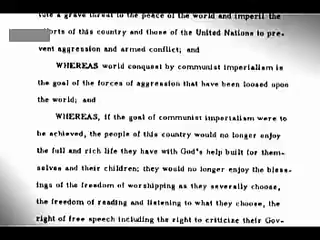 tute a grave threat to the peace of the world and imperil the
orts of this country and those of the United Nations to pre-
vent aggression and armed conflict; and
WHEREAS world conquest by communist imperialism is
the goal of the forces of aggression that have been loosed upon
the world; and
WHEREAS, if the goal of communist imperialism were to
be achieved, the people of this country would no longer enjoy
the full and rich life they have with God's help built for them-
selves and their children; they would no longer enjoy the bless-
ings of the freedom of worshipping as they severally choose,
the freedom of reading and listening to what they choose, the
right of free speech including the right to criticize their Gov-